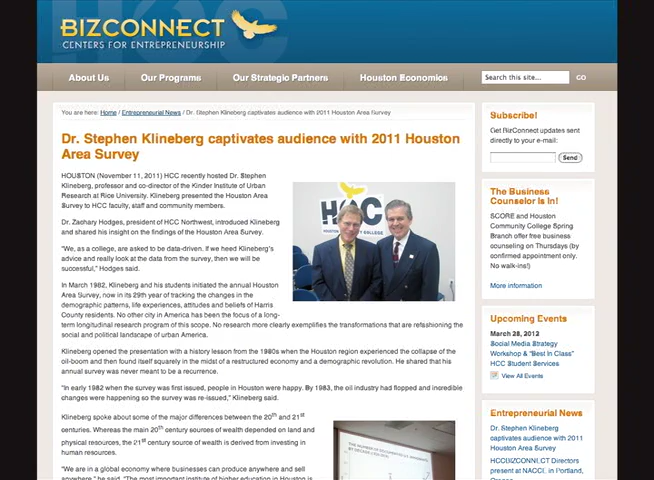 BIZCONNECT
CENTERS FOR ENTREPRENEURSHIP
About Us
Our Programs
Our Strategic Partners
Houston Economics
Search this site...
GO
You are here: Home / Entrepreneurial News / Dr. Stephen Klineberg captivates audience with 2011 Houston Area Survey
Dr. Stephen Klineberg captivates audience with 2011 Houston
Area Survey
HOUSTON (November 11, 2011) HCC recently hosted Dr. Stephen
Klineberg, professor and co-director of the Kinder Institute of Urban
Research at Rice University. Klineberg presented the Houston Area
Survey to HCC faculty, staff and community members.
Dr. Zachary Hodges, president of HCC Northwest, introduced Klineberg
and shared his insight on the findings of the Houston Area Survey.
"We, as a college, are asked to be data-driven. If we need Klineberg's
advice and really look at the data from the survey, then we will be
successful," Hodges said.
In March 1982, Klineberg and his students initiated the annual Houston
Area Survey, now in its 29th year of tracking the changes in the
demographic patterns, life experiences, attitudes and beliefs of Harris
County residents. No other city in America has been the focus of a long-
term longitudinal research program of this scope. No research more clearly exemplifies the transformations that are refashioning the
social and political landscape of urban America.
Klineberg opened the presentation with a history lesson from the 1980s when the Houston region experienced the collapse of the
oil-boom and then found itself squarely in the midst of a restructured economy and a demographic revolution. He shared that his
annual survey was never meant to be a recurrence.
"In early 1982 when the survey was first issued, people in Houston were happy. By 1983, the oil industry had flopped and incredible
changes were happening so the survey was re-issued," Klineberg said.
Klineberg spoke about some of the major differences between the 20th and 21st
centuries. Whereas the main 20th century sources of wealth depended on land and
physical resources, the 21st century source of wealth is derived from investing in
human resources.
"We are in a global economy where businesses can produce anywhere and sell
anywhere," he said. "The most important institute of higher education in Houston is
HCC
Subscribe!
Get BizConnect updates sent
directly to your e-mail:
Send
The Business
Counselor Is In!
SCORE and Houston
Community College Spring
Branch offer free business
counseling on Thursdays (by
confirmed appointment only.
No walk-ins!)
More information
Upcoming Events
March 28, 2012
Social Media Strategy
Workshop & "Best In Class"
HCC Student Services
View All Events
Entrepreneurial News
Dr. Stephen Klineberg
captivates audience with 2011
Houston Area Survey
HCCBIZCONNECT Directors
present at NACCE in Portland,